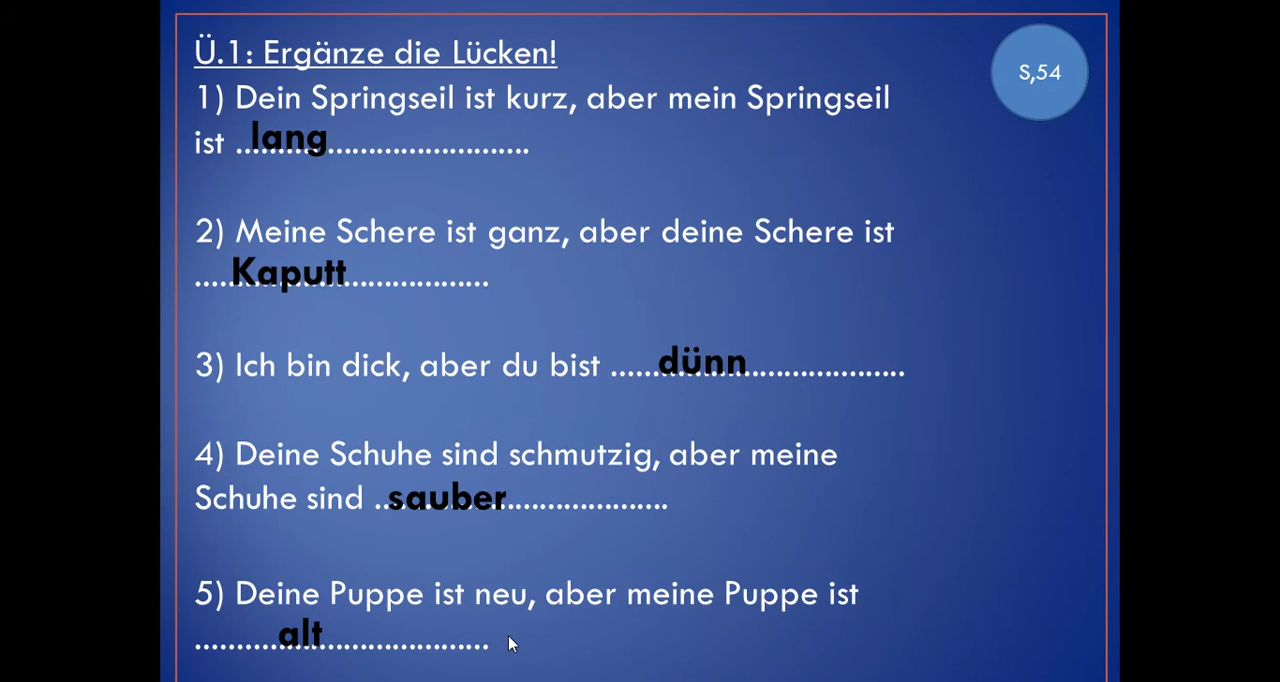 Ü.1: Ergänze die Lücken!
S,54
1) Dein Springseil ist kurz, aber mein Springseil
ist ..lang..........................
2) Meine Schere ist ganz, aber deine Schere ist
....Kaputt..................
3) Ich bin dick, aber du bist .....dünn....................
4) Deine Schuhe sind schmutzig, aber meine
Schuhe sind ..sauber....................
5) Deine Puppe ist neu, aber meine Puppe ist
..........alt.....................